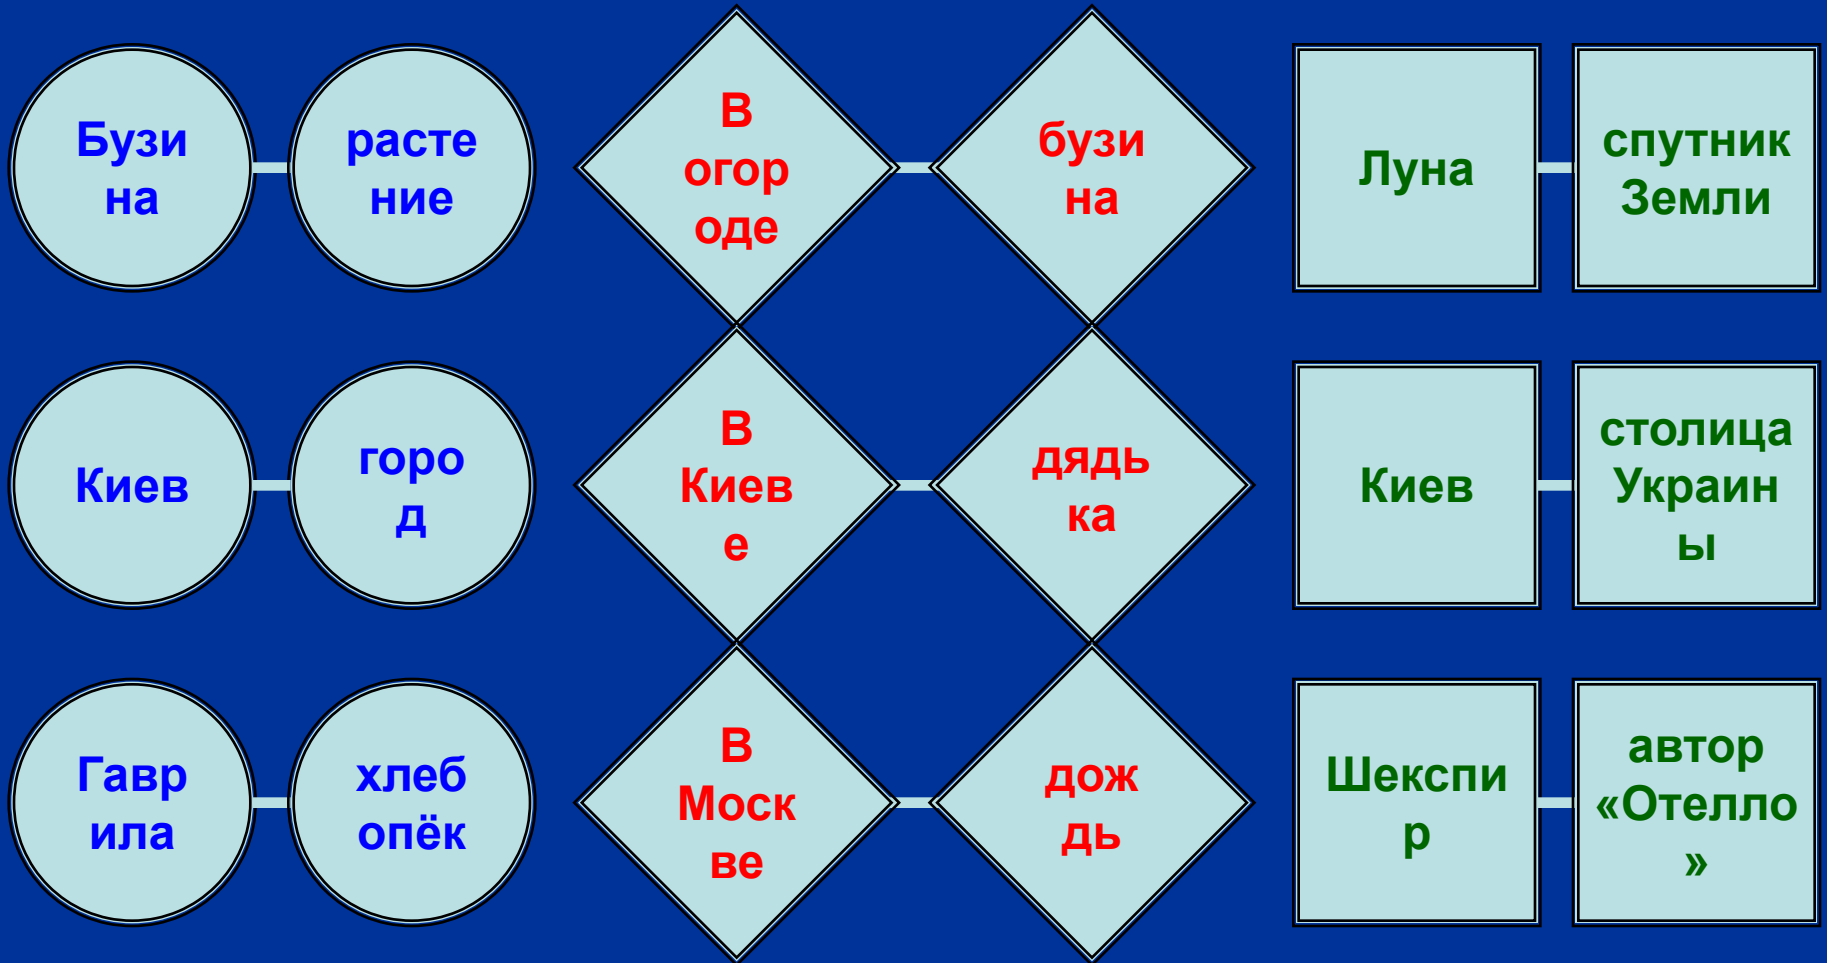 Бузи
на
расте
ние
В
огор
оде
бузи
на
Луна
спутник
Земли
Киев
горо
д
В
Киев
е
дядь
ка
Киев
столица
Украин
ы
Гавр
ила
хлеб
опёк
В
Моск
ве
дож
дь
Шекспи
р
автор
«Отелло
»